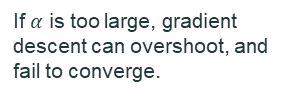 If α is too large, gradient
descent can overshoot, and
fail to converge.